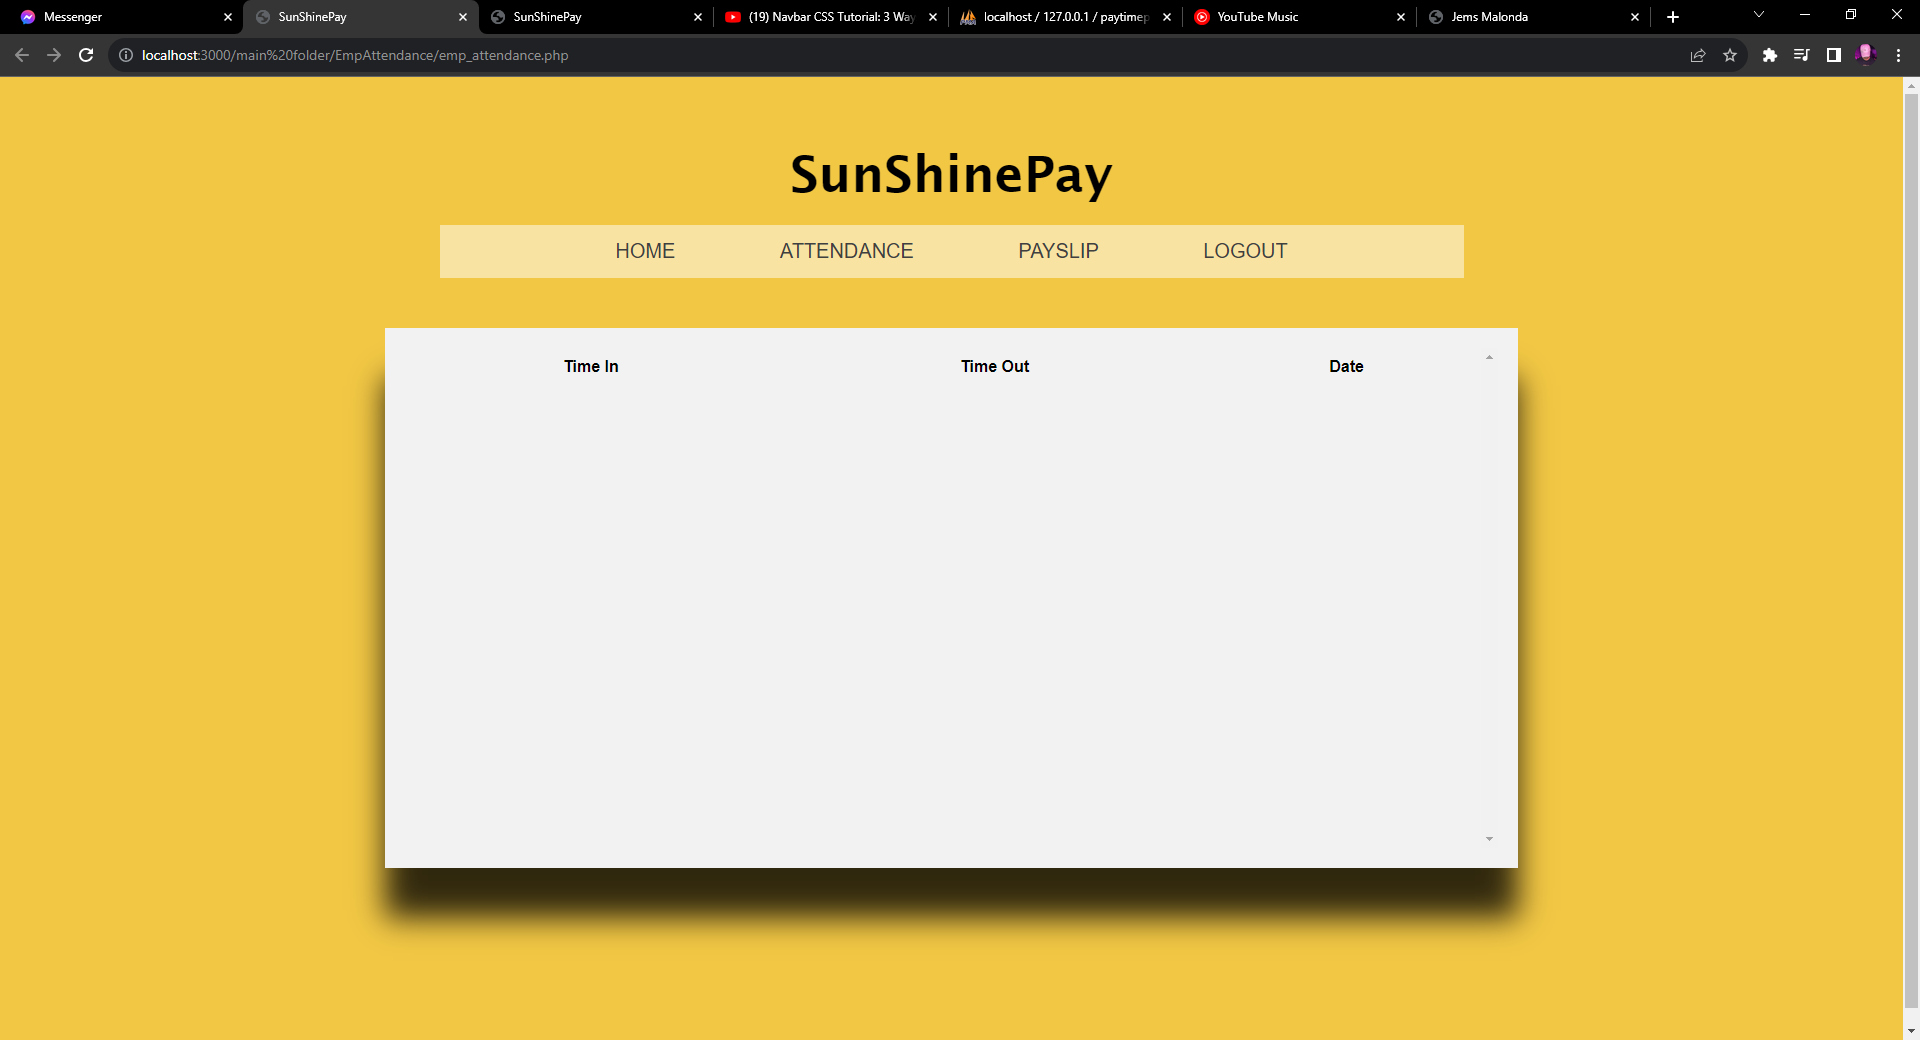 Messenger
SunShinePay
SunShinePay
(19) Navbar CSS Tutorial: 3 Way
localhost / 127.0.0.1 / paytimep
YouTube Music
Jems Malonda
localhost:3000/main%20folder/EmpAttendance/emp_attendance.php
SunShinePay
HOME ATTENDANCE PAYSLIP LOGOUT
Time In Time Out Date